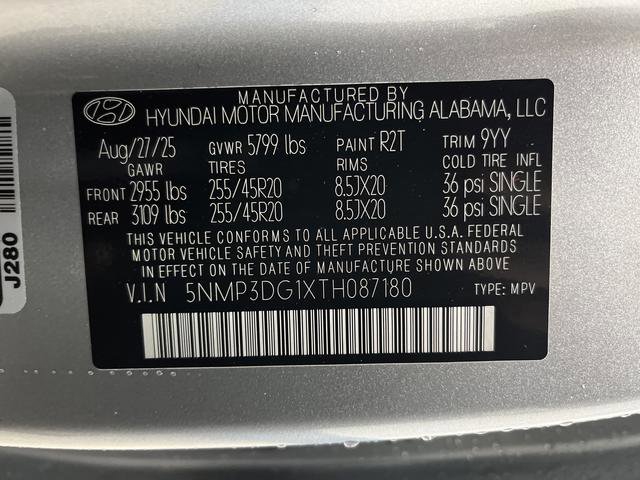 MANUFACTURED BY
HYUNDAI MOTOR MANUFACTURING ALABAMA, LLC
Aug/27/25 GVWR 5799 lbs PAINT R2T TRIM 9YY
GAWR TIRES RIMS COLD TIRE INFL
FRONT 2955 lbs 255/45R20 8.5JX20 36 psi SINGLE
REAR 3109 lbs 255/45R20 8.5JX20 36 psi SINGLE
THIS VEHICLE CONFORMS TO ALL APPLICABLE U.S.A. FEDERAL
MOTOR VEHICLE SAFETY AND THEFT PREVENTION STANDARDS
IN EFFECT ON THE DATE OF MANUFACTURE SHOWN ABOVE
V.I.N 5NMP3DG1XTH087180 TYPE: MPV
J280